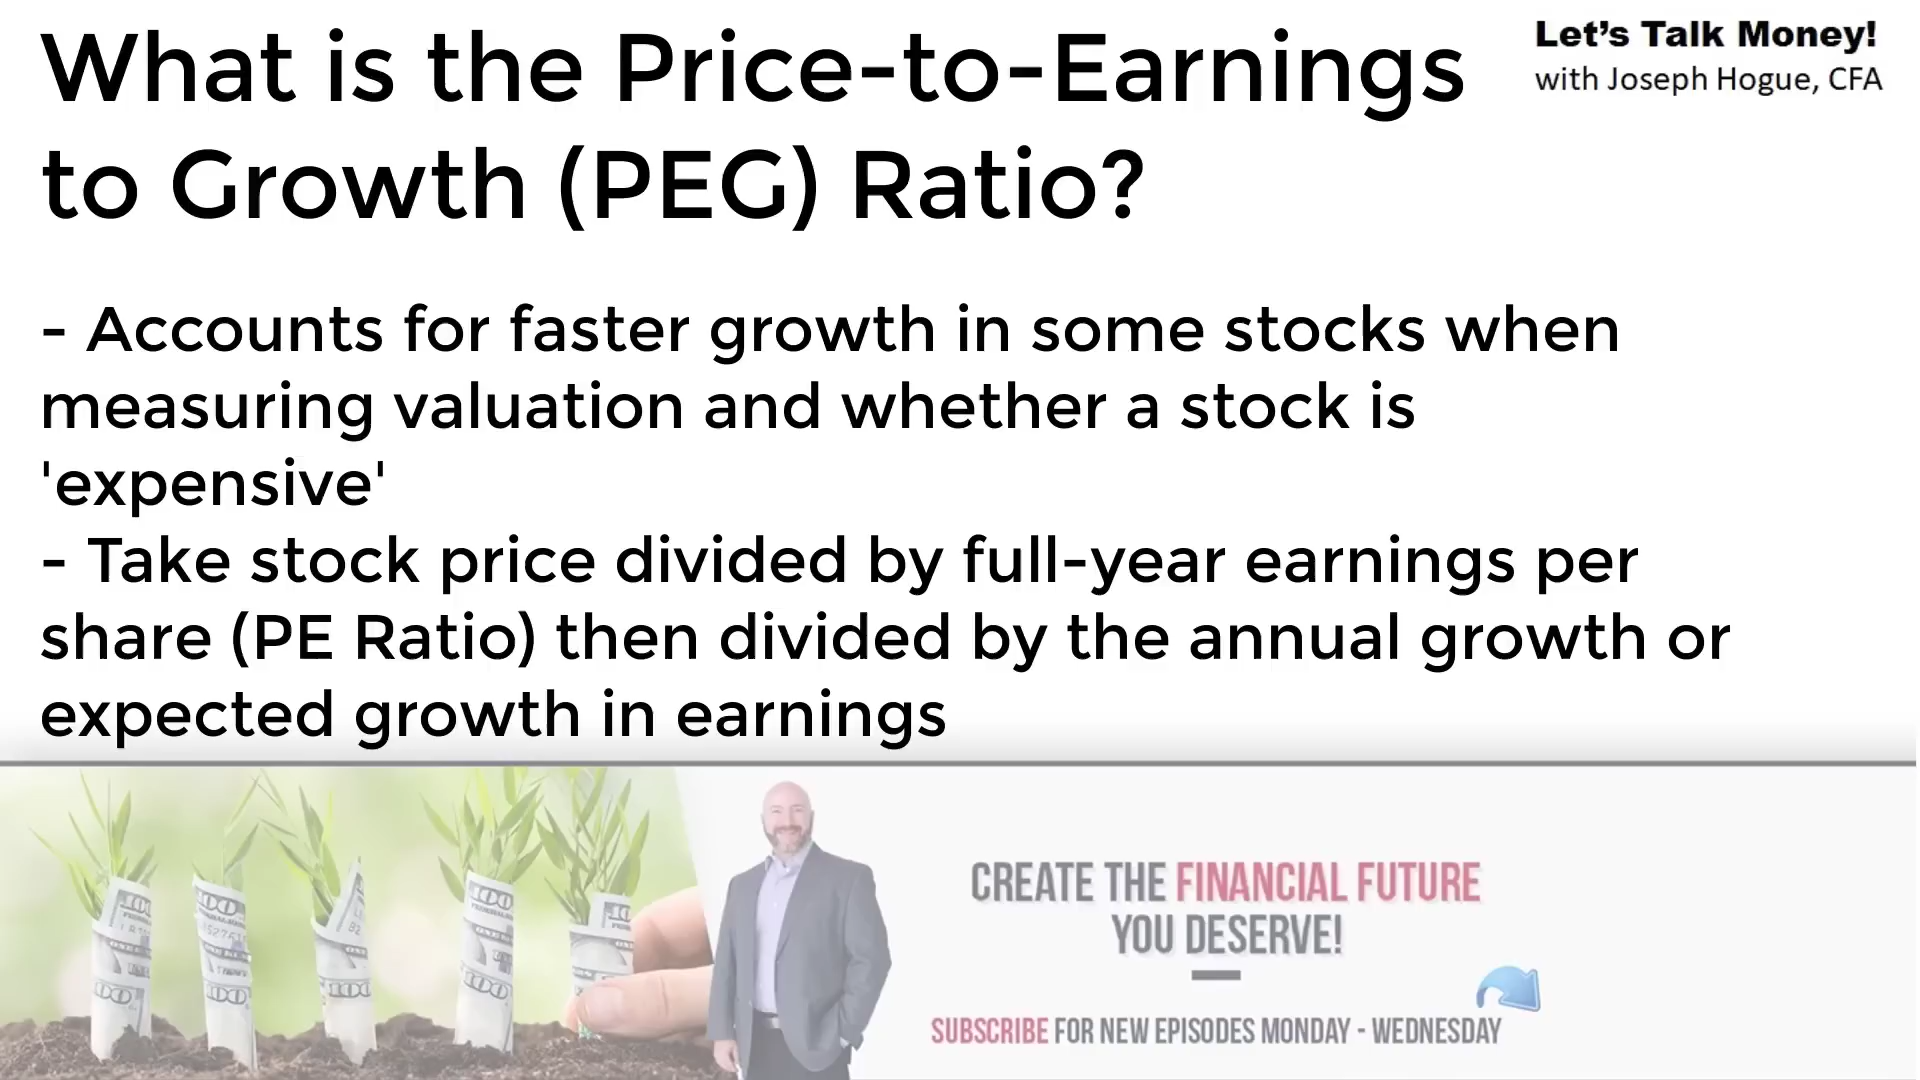 What is the Price-to-Earnings
to Growth (PEG) Ratio?
Let's Talk Money!
with Joseph Hogue, CFA
- Accounts for faster growth in some stocks when
measuring valuation and whether a stock is
'expensive'
- Take stock price divided by full-year earnings per
share (PE Ratio) then divided by the annual growth or
expected growth in earnings
CREATE THE FINANCIAL FUTURE
YOU DESERVE!
SUBSCRIBE FOR NEW EPISODES MONDAY - WEDNESDAY